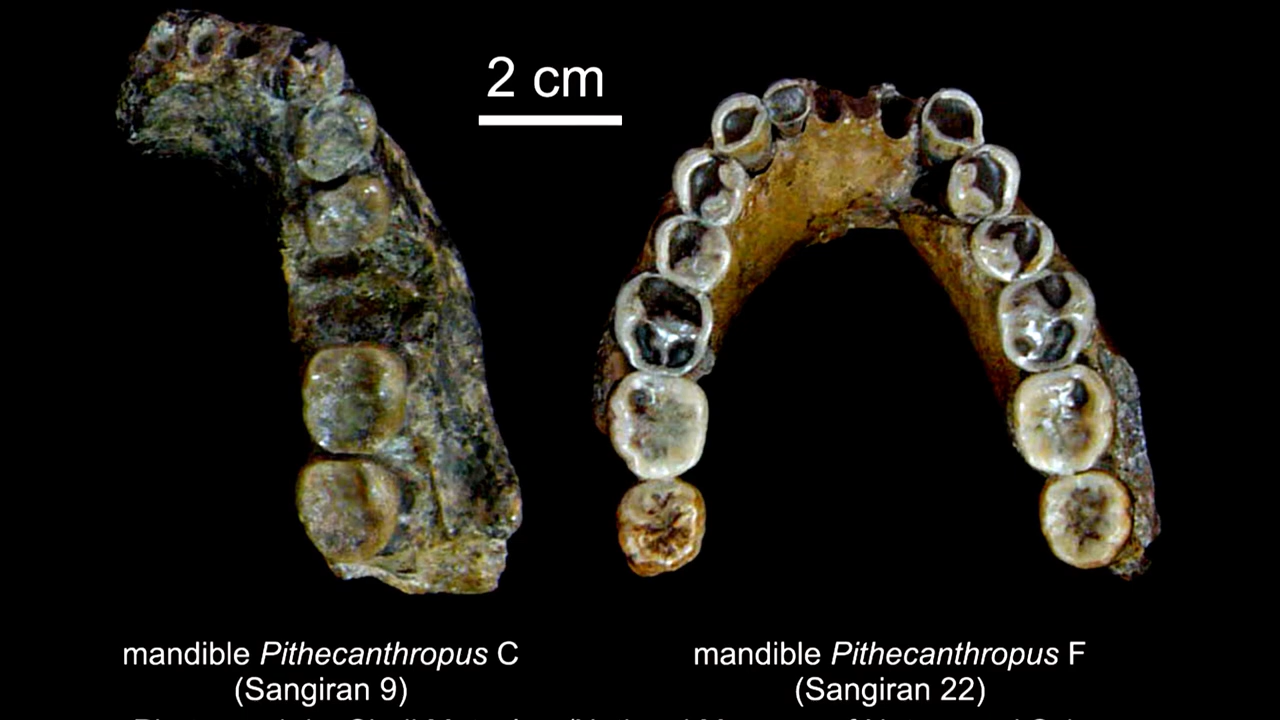 2 cm
mandible Pithecanthropus C
(Sangiran 9)
mandible Pithecanthropus F
(Sangiran 22)